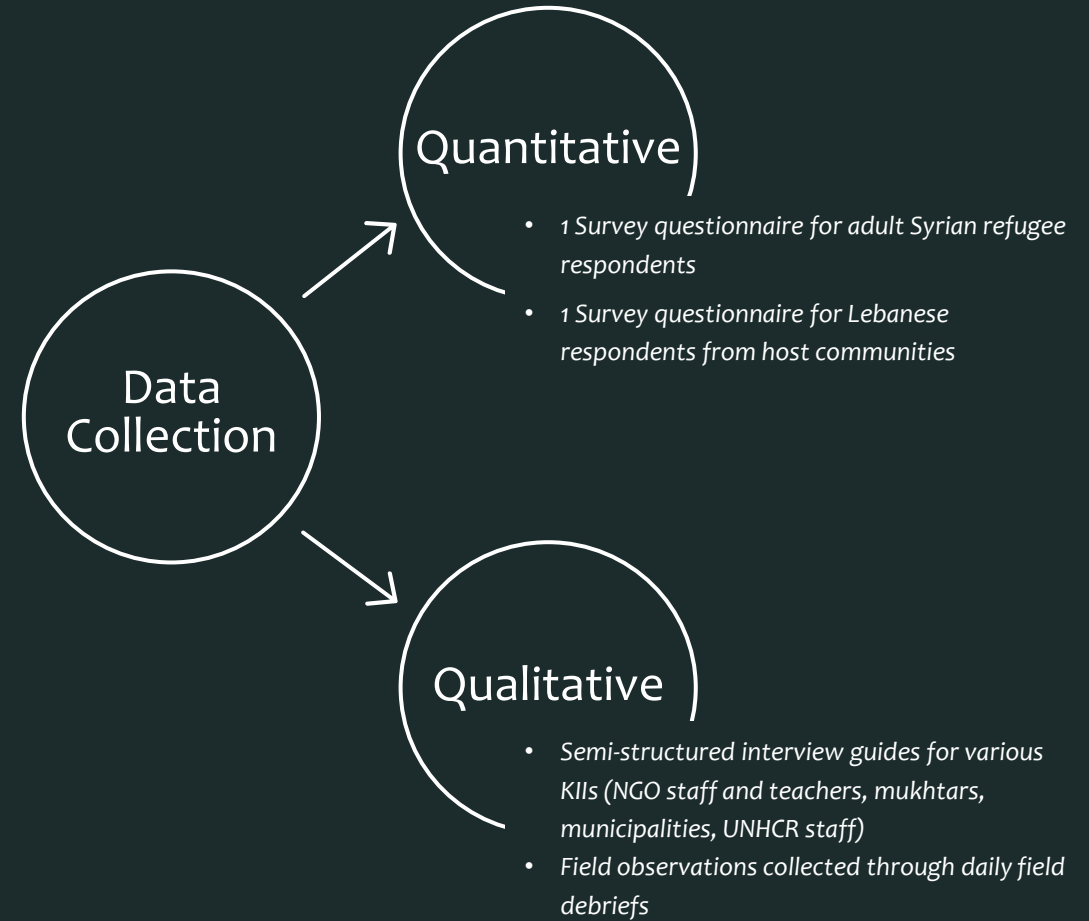 Quantitative
• 1 Survey questionnaire for adult Syrian refugee
respondents
• 1 Survey questionnaire for Lebanese
respondents from host communities
Data
Collection
Qualitative
• Semi-structured interview guides for various
KIIs (NGO staff and teachers, mukhtars,
municipalities, UNHCR staff)
• Field observations collected through daily field
debriefs